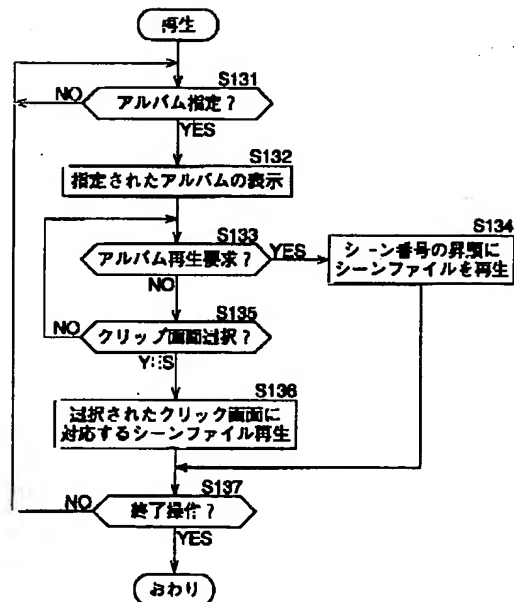 再生
S131
NO
アルバム指定?
YES
S132
指定されたアルバムの表示
S133
アルバム再生要求?
YES
S134
シーン番号の昇順に
シーンファイルを再生
NO
S135
NO
クリップ画面選択?
YES
S136
選択されたクリック画面に
対応するシーンファイル再生
S137
NO
終了操作?
YES
おわり